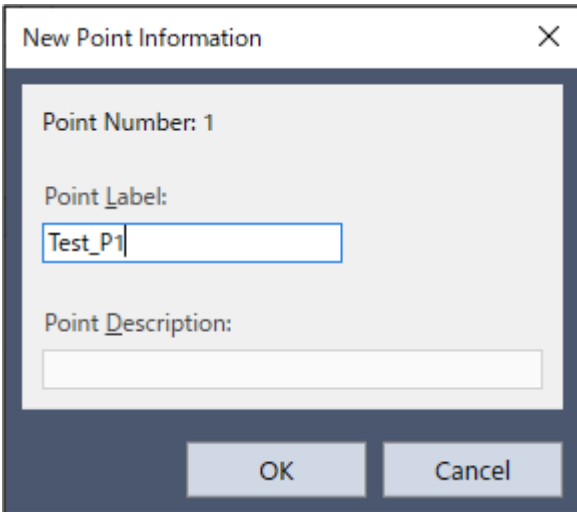 New Point Information
Point Number: 1
Point Label:
Test_P1
Point Description:
OK
Cancel